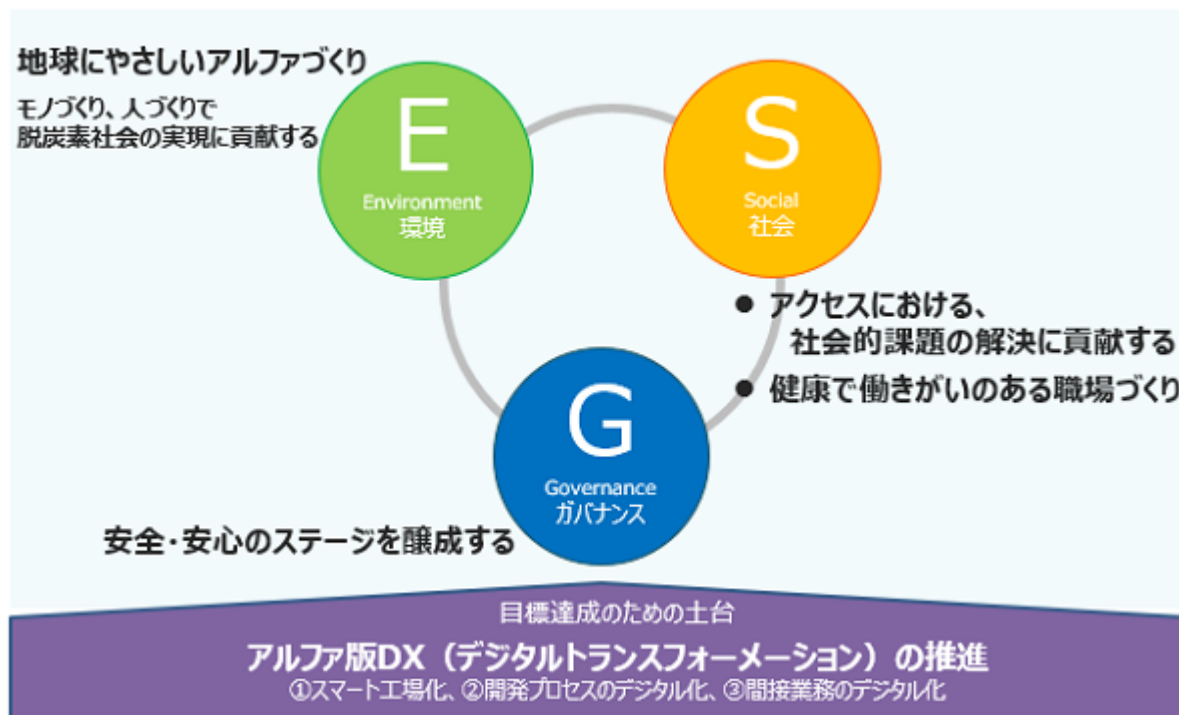 地球にやさしいアルファづくり
モノづくり、人づくりで
脱炭素社会の実現に貢献する
E
Environment
環境
S
Social
社会
● アクセスにおける、
社会的課題の解決に貢献する
● 健康で働きがいのある職場づくり
G
Governance
ガバナンス
安全・安心のステージを醸成する
目標達成のための土台
アルファ版DX（デジタルトランスフォーメーション）の推進
①スマート工場化、②開発プロセスのデジタル化、③間接業務のデジタル化